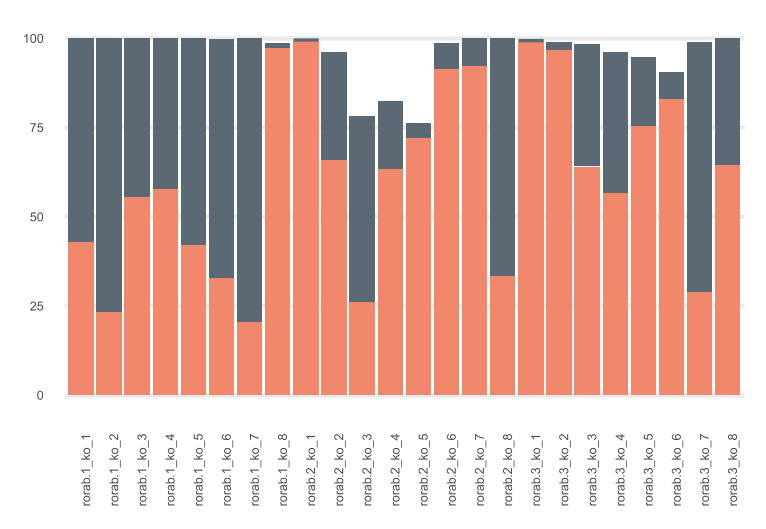 100
75
50
25
0
rorab.1_ko_1
rorab.1_ko_2
rorab.1_ko_3
rorab.1_ko_4
rorab.1_ko_5
rorab.1_ko_6
rorab.1_ko_7
rorab.1_ko_8
rorab.2_ko_1
rorab.2_ko_2
rorab.2_ko_3
rorab.2_ko_4
rorab.2_ko_5
rorab.2_ko_6
rorab.2_ko_7
rorab.2_ko_8
rorab.3_ko_1
rorab.3_ko_2
rorab.3_ko_3
rorab.3_ko_4
rorab.3_ko_5
rorab.3_ko_6
rorab.3_ko_7
rorab.3_ko_8